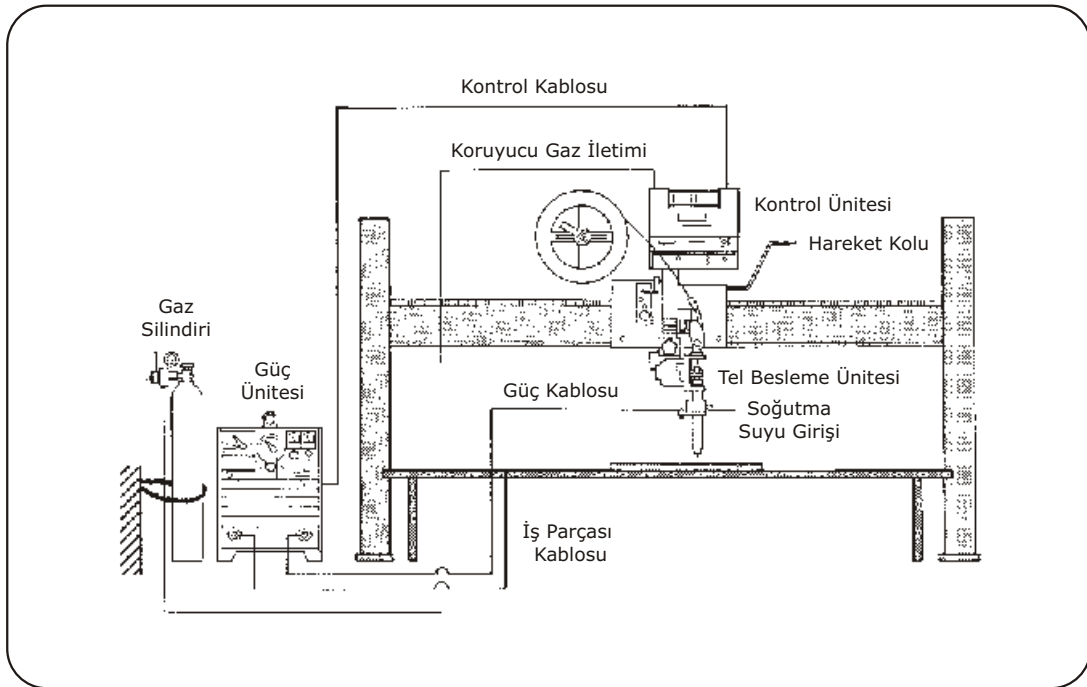 Kontrol Kablosu
Koruyucu Gaz İletimi
Kontrol Ünitesi
Hareket Kolu
Gaz
Silindiri
Güç
Ünitesi
Güç Kablosu
Tel Besleme Ünitesi
Soğutma
Suyu Girişi
İş Parçası
Kablosu